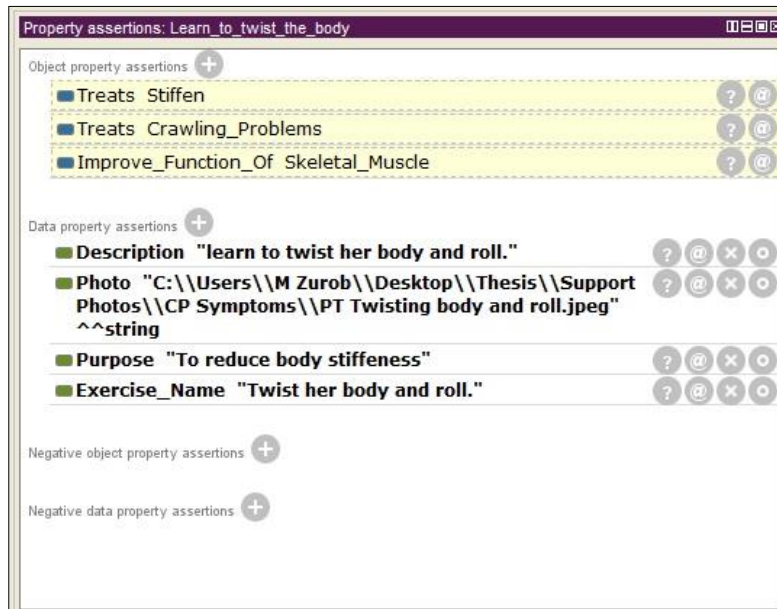 Property assertions: Learn_to_twist_the_body
Object property assertions
Treats Stiffen
Treats Crawling_Problems
Improve_Function_Of Skeletal_Muscle
Data property assertions
Description "learn to twist her body and roll."
Photo "C:\\Users\\M Zurob\\Desktop\\Thesis\\Support
Photos\\CP Symptoms\\PT Twisting body and roll.jpeg"
^^string
Purpose "To reduce body stiffeness"
Exercise_Name "Twist her body and roll."
Negative object property assertions
Negative data property assertions